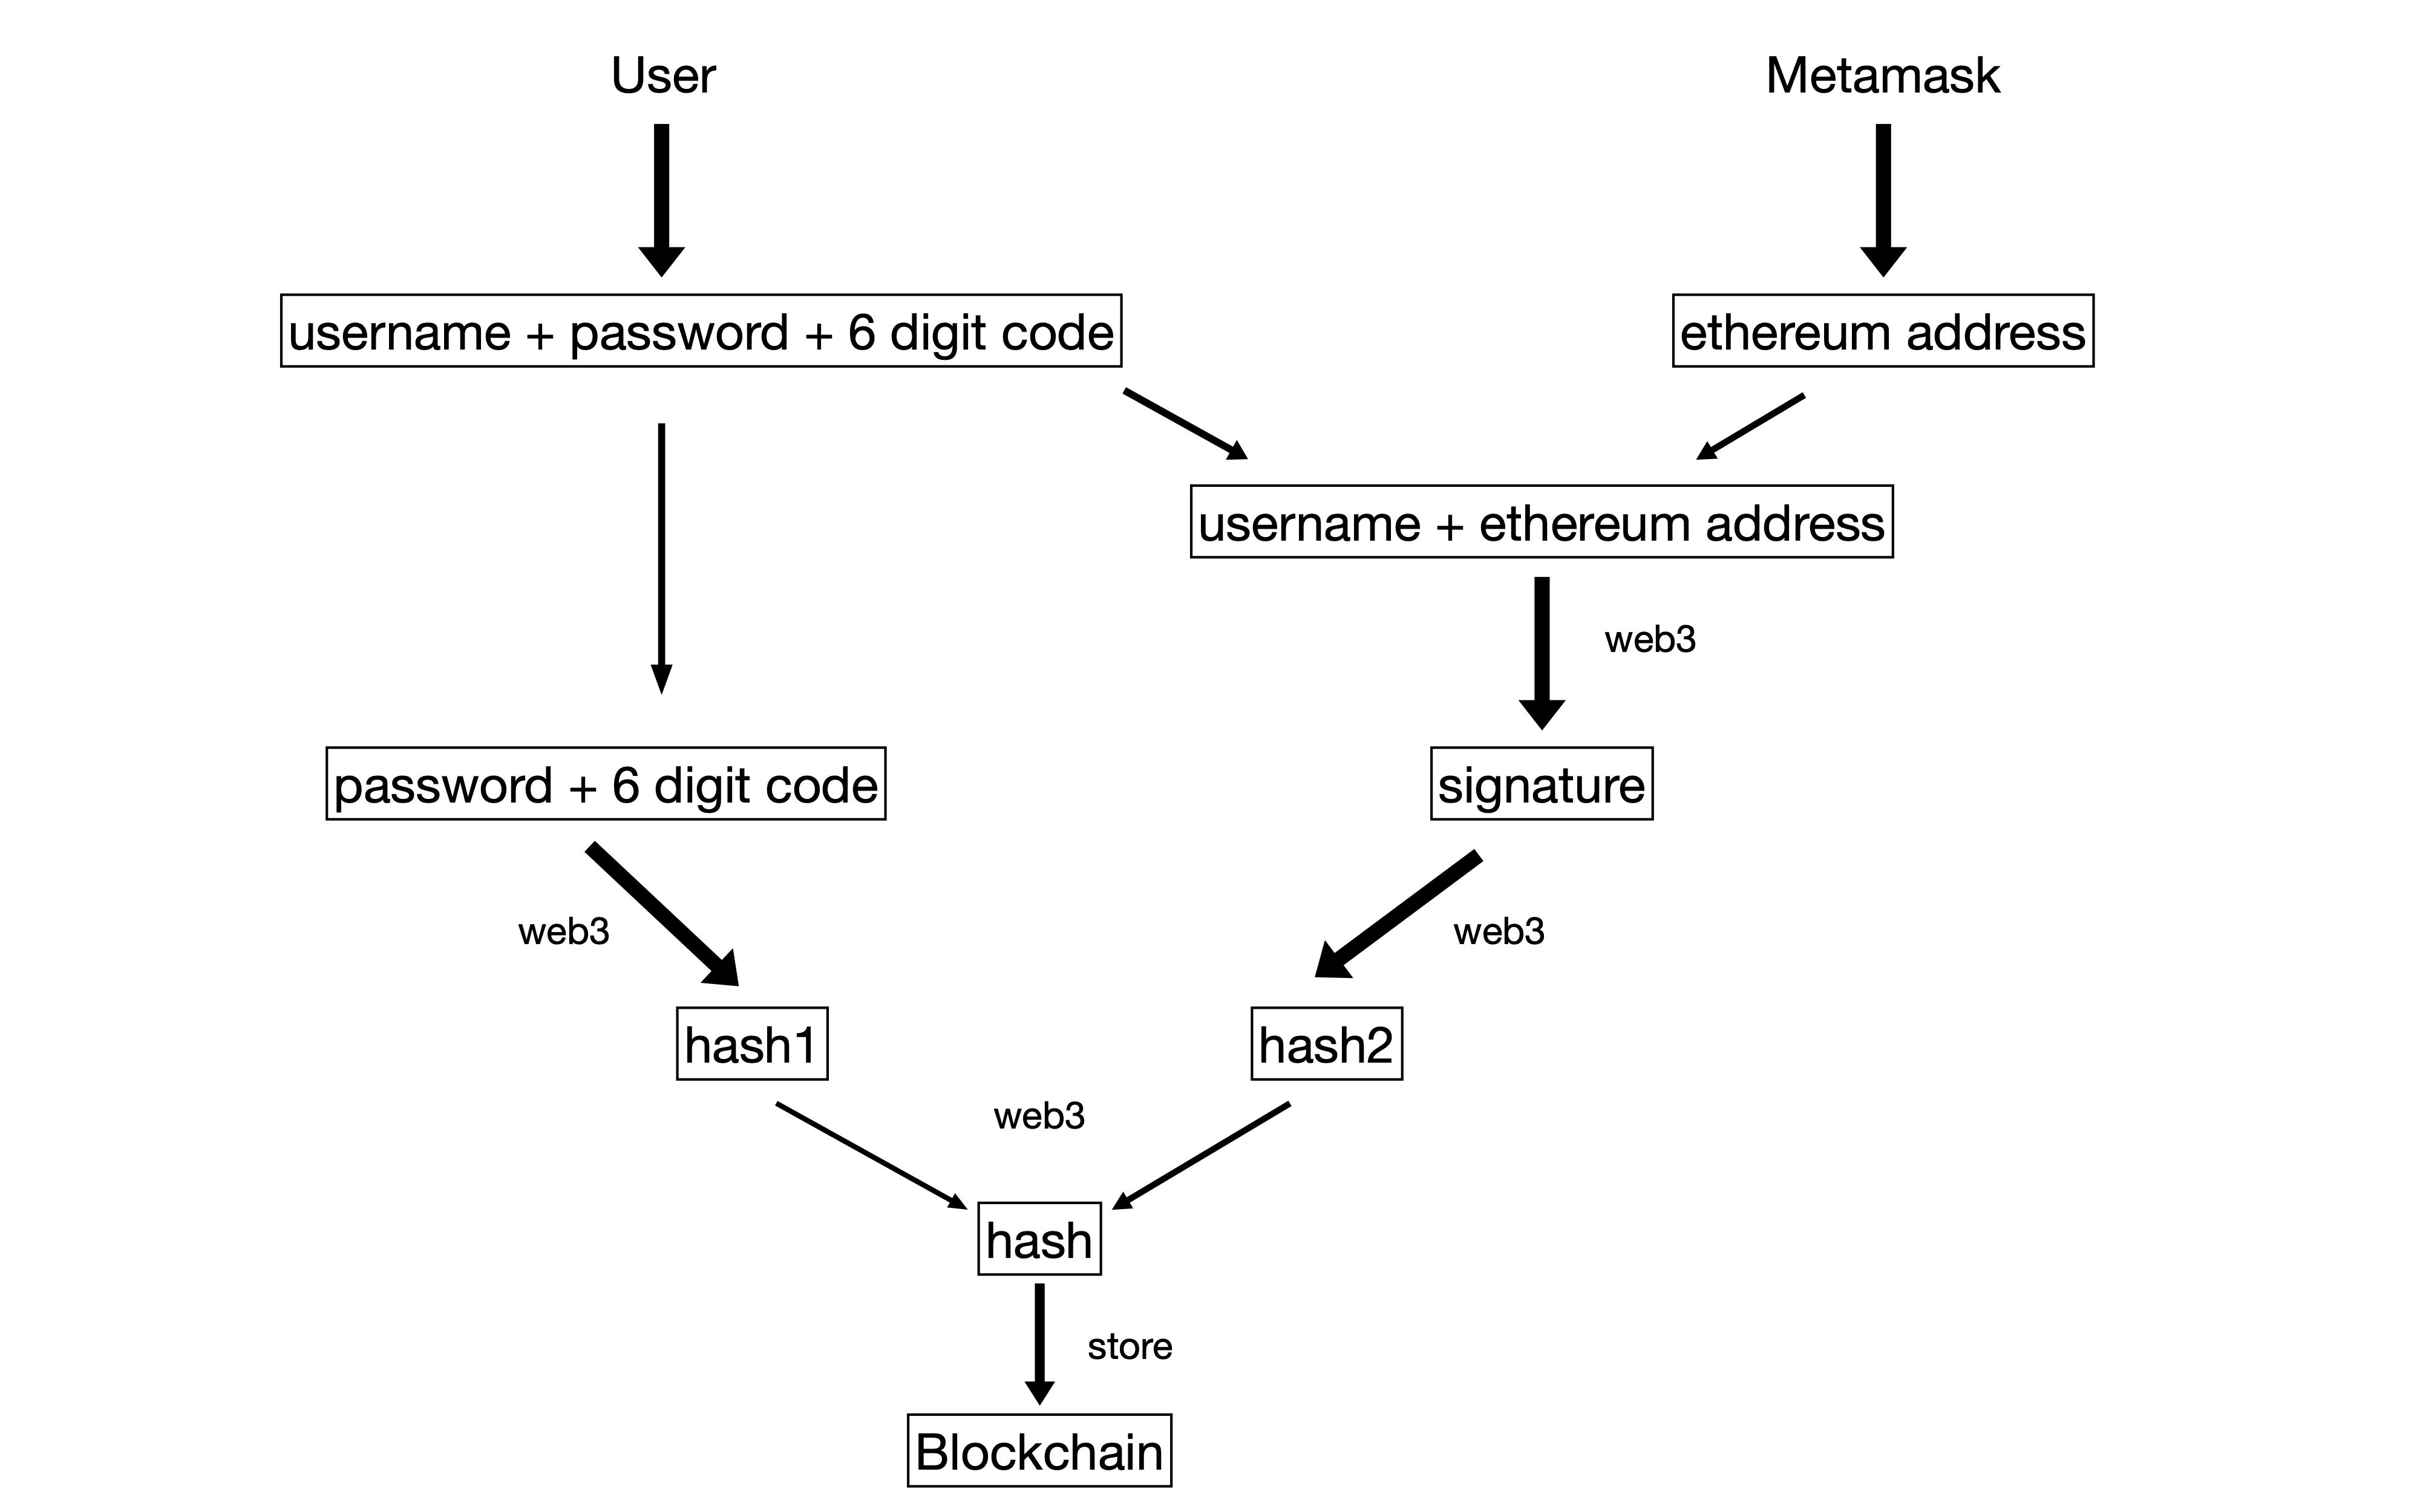 User
Metamask
username + password + 6 digit code
ethereum address
username + ethereum address
web3
password + 6 digit code
signature
web3
web3
hash1
hash2
web3
hash
store
Blockchain